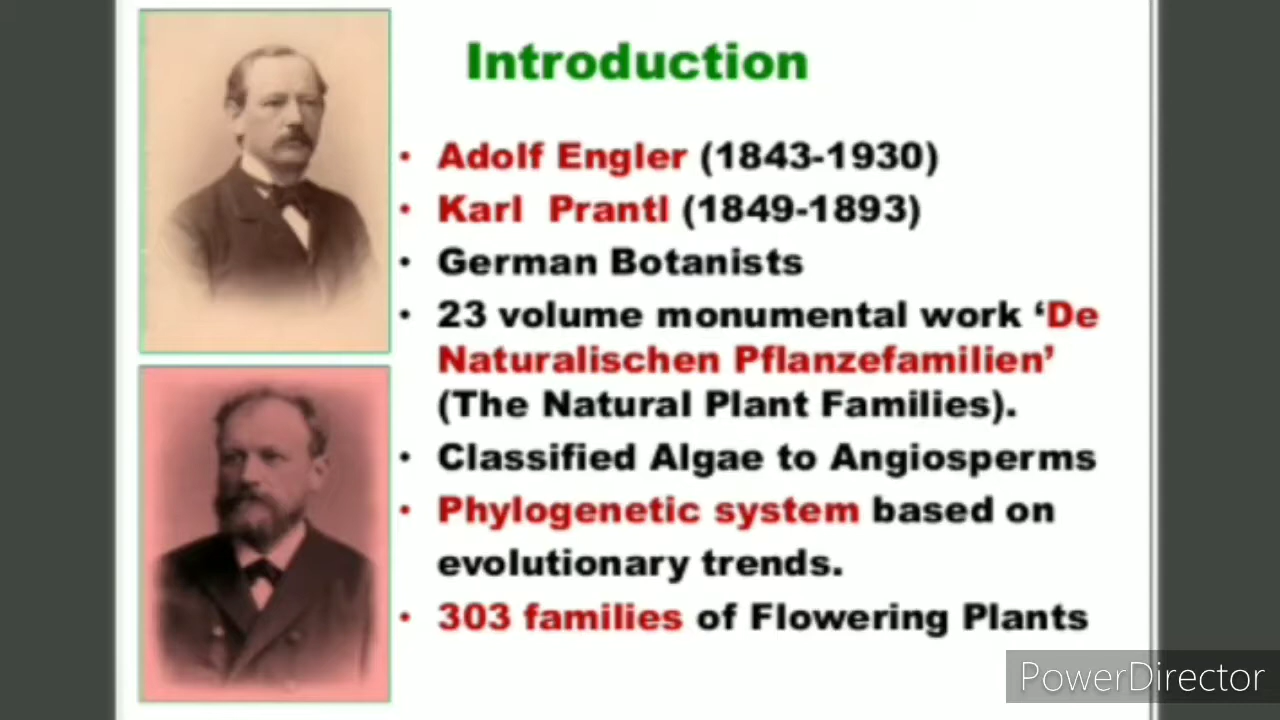 Introduction
• Adolf Engler (1843-1930)
• Karl Prantl (1849-1893)
• German Botanists
• 23 volume monumental work ‘De
Naturalischen Pflanzefamilien’
(The Natural Plant Families).
• Classified Algae to Angiosperms
• Phylogenetic system based on
evolutionary trends.
• 303 families of Flowering Plants
PowerDirector